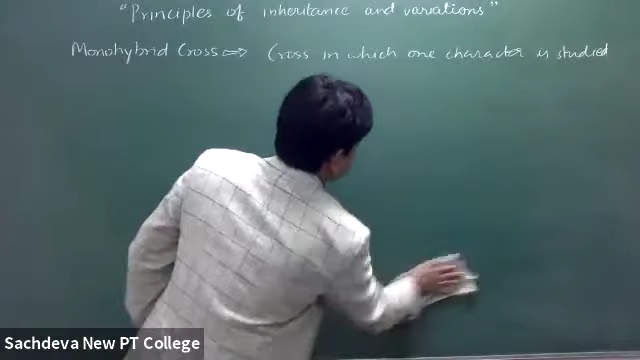 "Principles of inheritance and variations"
Monohybrid Cross ⇒ Cross in which one character is studied
Sachdeva New PT College